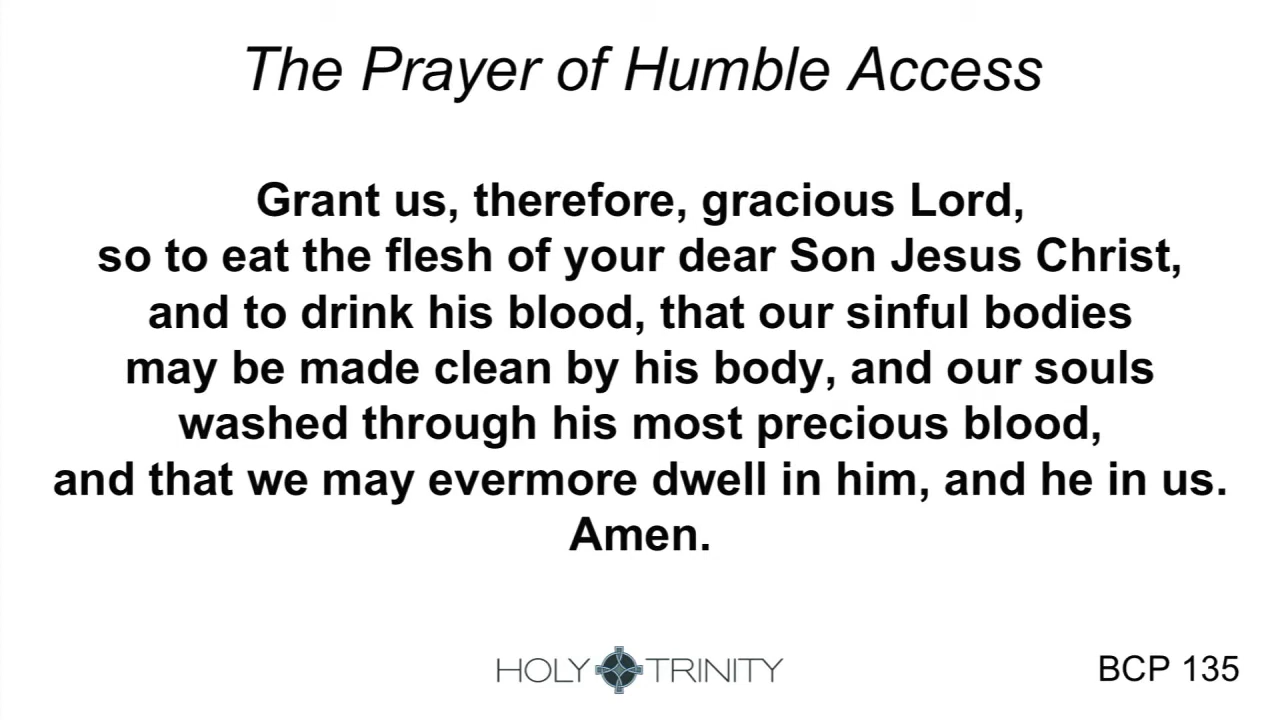 The Prayer of Humble Access
Grant us, therefore, gracious Lord,
so to eat the flesh of your dear Son Jesus Christ,
and to drink his blood, that our sinful bodies
may be made clean by his body, and our souls
washed through his most precious blood,
and that we may evermore dwell in him, and he in us.
Amen.
HOLY TRINITY
BCP 135